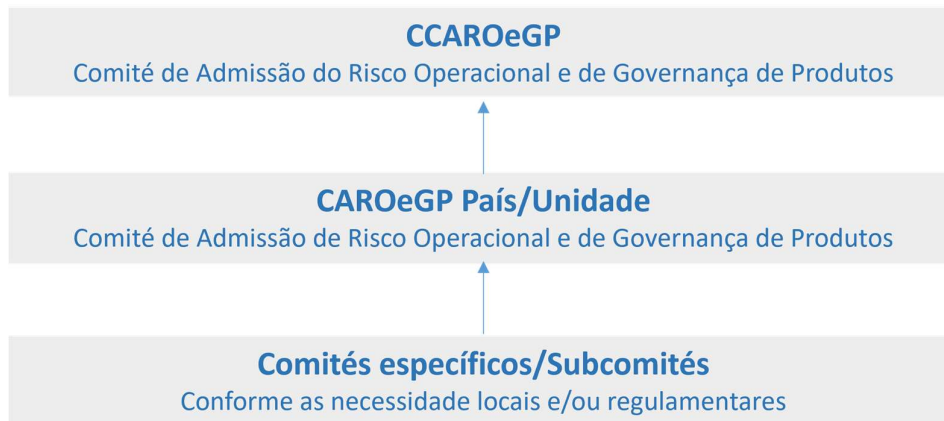 CCAROeGP
Comité de Admissão do Risco Operacional e de Governança de Produtos
CAROeGP País/Unidade
Comité de Admissão de Risco Operacional e de Governança de Produtos
Comités específicos/Subcomités
Conforme as necessidade locais e/ou regulamentares